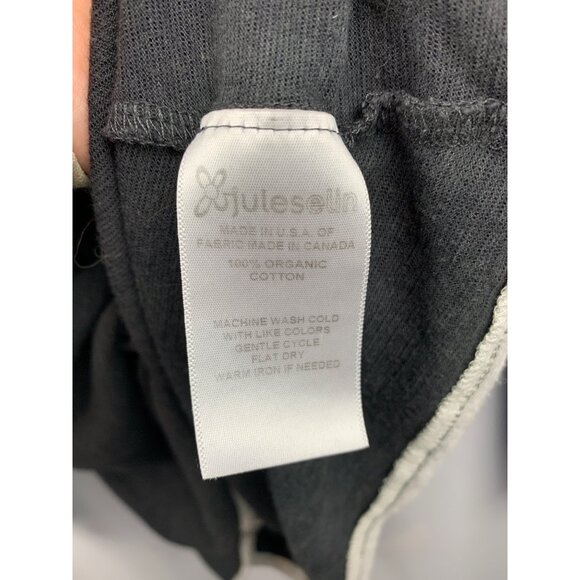 juleselin
MADE IN U.S.A. OF
FABRIC MADE IN CANADA
100% ORGANIC
COTTON
MACHINE WASH COLD
WITH LIKE COLORS
GENTLE CYCLE
FLAT DRY
WARM IRON IF NEEDED